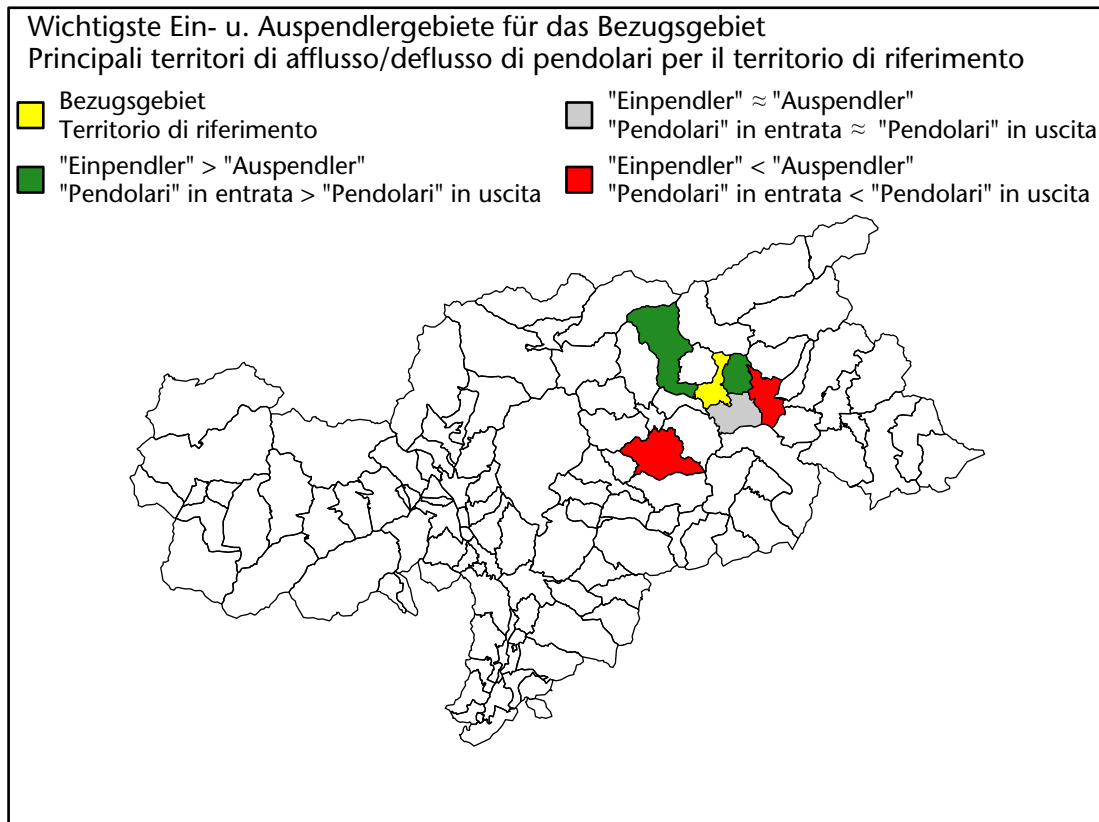 Wichtigste Ein- u. Auspendlergebiete für das Bezugsgebiet
Principali territori di afflusso/deflusso di pendolari per il territorio di riferimento
Bezugsgebiet
Territorio di riferimento
"Einpendler" > "Auspendler"
"Pendolari" in entrata > "Pendolari" in uscita
"Einpendler" ≈ "Auspendler"
"Pendolari" in entrata ≈ "Pendolari" in uscita
"Einpendler" < "Auspendler"
"Pendolari" in entrata < "Pendolari" in uscita